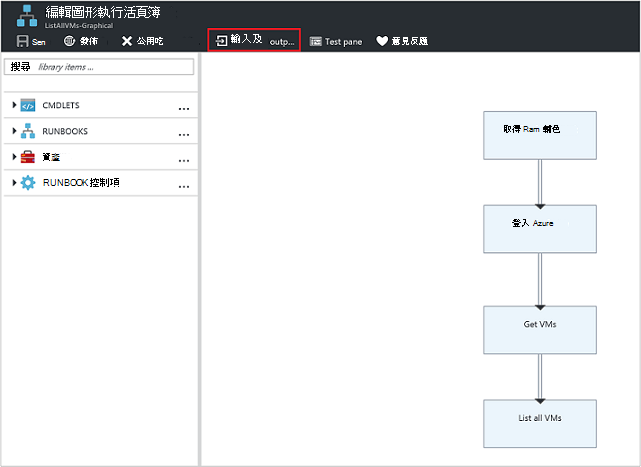 編輯圖形執行活頁簿
ListAllVMs-Graphical
Sen 發佈 公用吃 輸入及 outp... Test pane 意見反應
搜尋 library items ...
CMDLETS ...
RUNBOOKS ...
資產 ...
RUNBOOK 控制項 ...
取得 Ram 輔色
登入 Azure
Get VMs
List all VMs